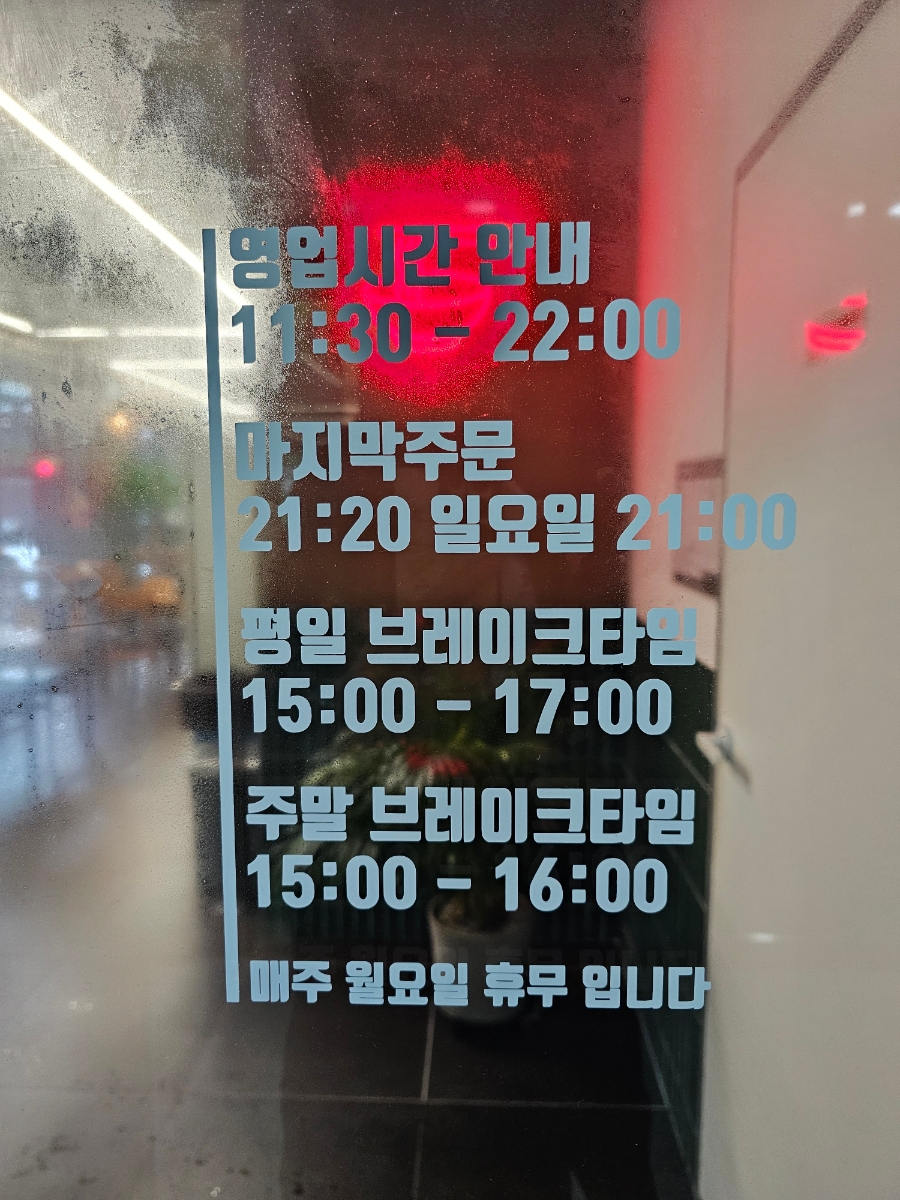 영업시간 안내
11:30 - 22:00
마지막주문
21:20 일요일 21:00
평일 브레이크타임
15:00 - 17:00
주말 브레이크타임
15:00 - 16:00
매주 월요일 휴무 입니다